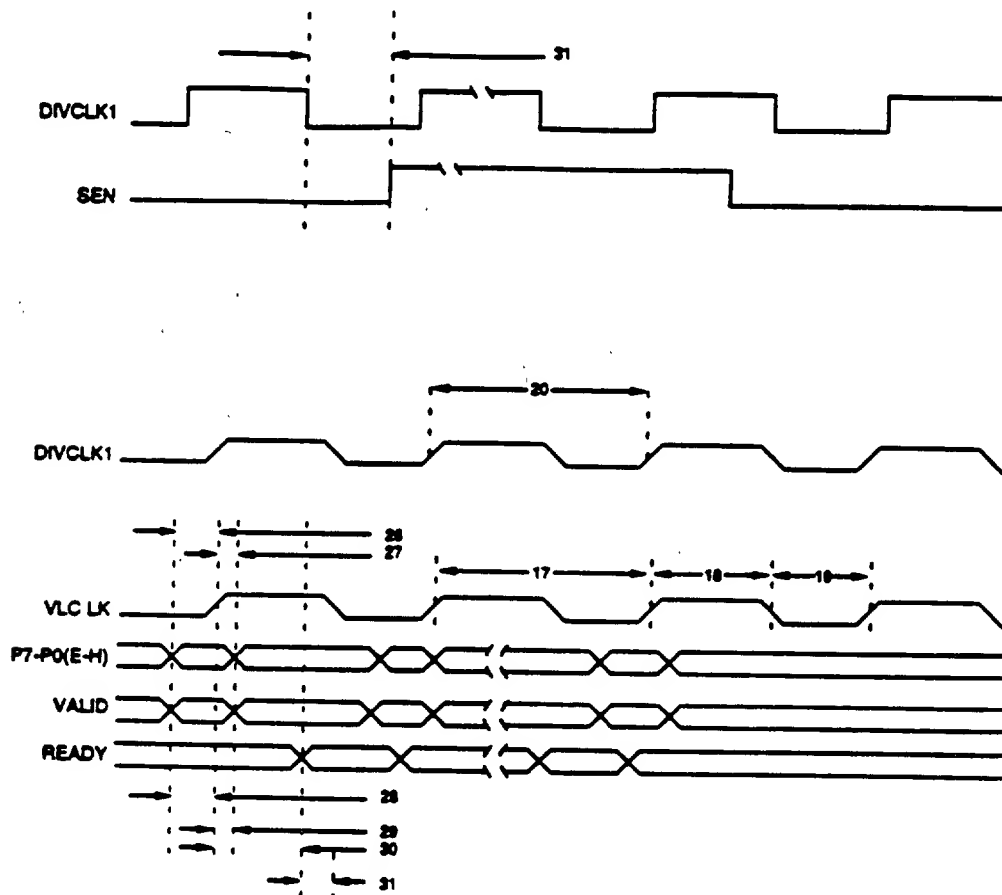 31
DIVCLK1
SEN
20
DIVCLK1
26
27
17 18 19
VLC LK
P7-P0(E-H)
VALID
READY
28
29
30
31